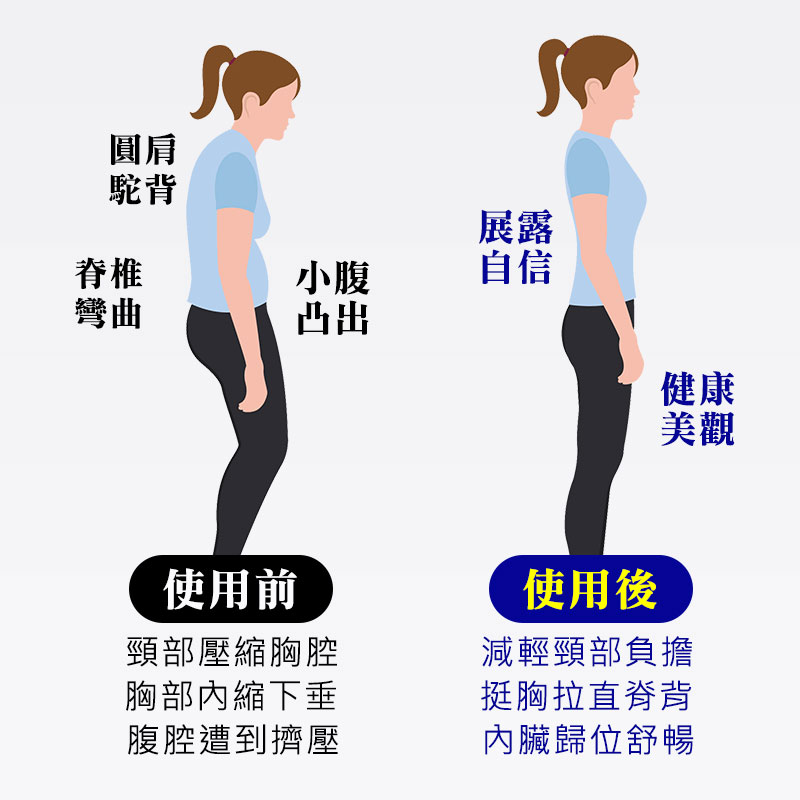 圓肩
駝背
脊椎
彎曲
小腹
凸出
使用前
頸部壓縮胸腔
胸部內縮下垂
腹腔遭到擠壓
展露
自信
健康
美觀
使用後
減輕頸部負擔
挺胸拉直脊背
內臟歸位舒暢